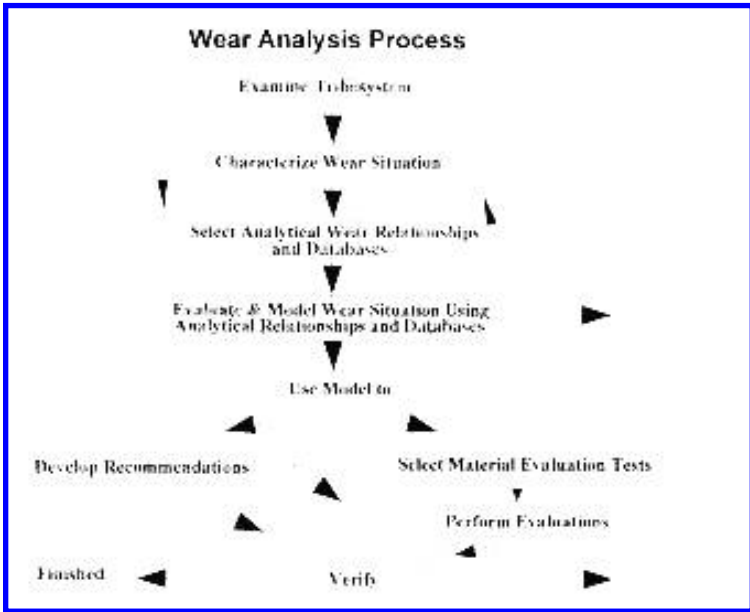 Wear Analysis Process
Examine Tribosystem
Characterize Wear Situation
Select Analytical Wear Relationships
and Databases
Evaluate & Model Wear Situation Using
Analytical Relationships and Databases
Use Model to
Develop Recommendations
Select Material Evaluation Tests
Perform Evaluations
Finished
Verify